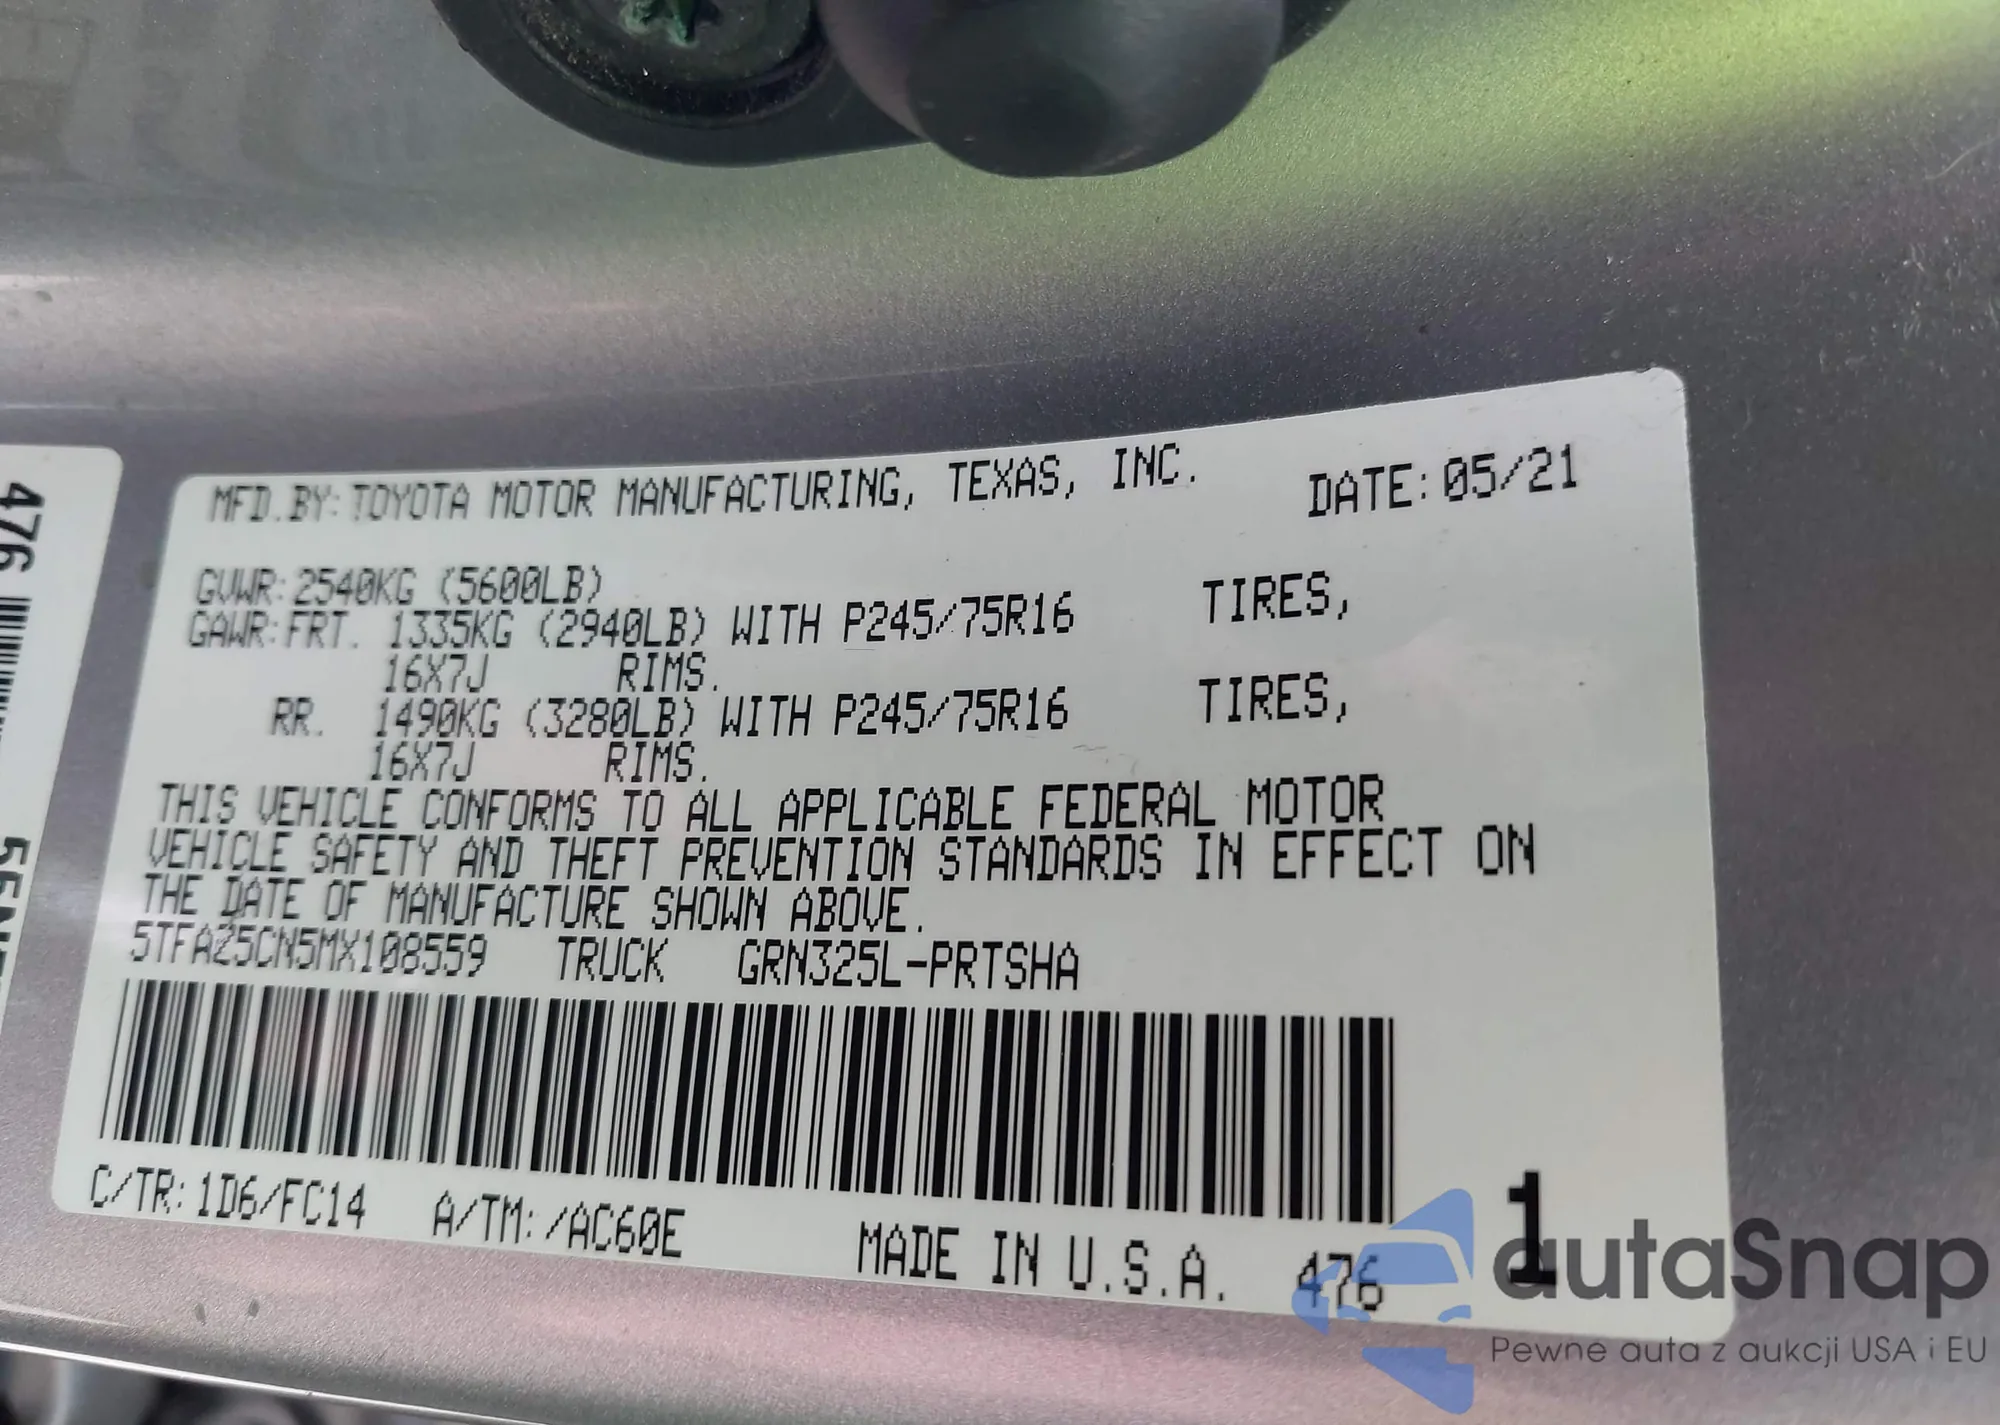 MFD.BY:TOYOTA MOTOR MANUFACTURING, TEXAS, INC. DATE:05/21
GVWR:2540KG (5600LB)
GAWR:FRT. 1335KG (2940LB) WITH P245/75R16 TIRES,
16X7J RIMS.
RR. 1490KG (3280LB) WITH P245/75R16 TIRES,
16X7J RIMS.
THIS VEHICLE CONFORMS TO ALL APPLICABLE FEDERAL MOTOR
VEHICLE SAFETY AND THEFT PREVENTION STANDARDS IN EFFECT ON
THE DATE OF MANUFACTURE SHOWN ABOVE.
5TFAZ5CN5MX108559 TRUCK GRN325L-PRTSHA
C/TR:1D6/FC14 A/TM:/AC60E
MADE IN U.S.A. 476
1
476
autaSnap
Pewne auta z aukcji USA i EU